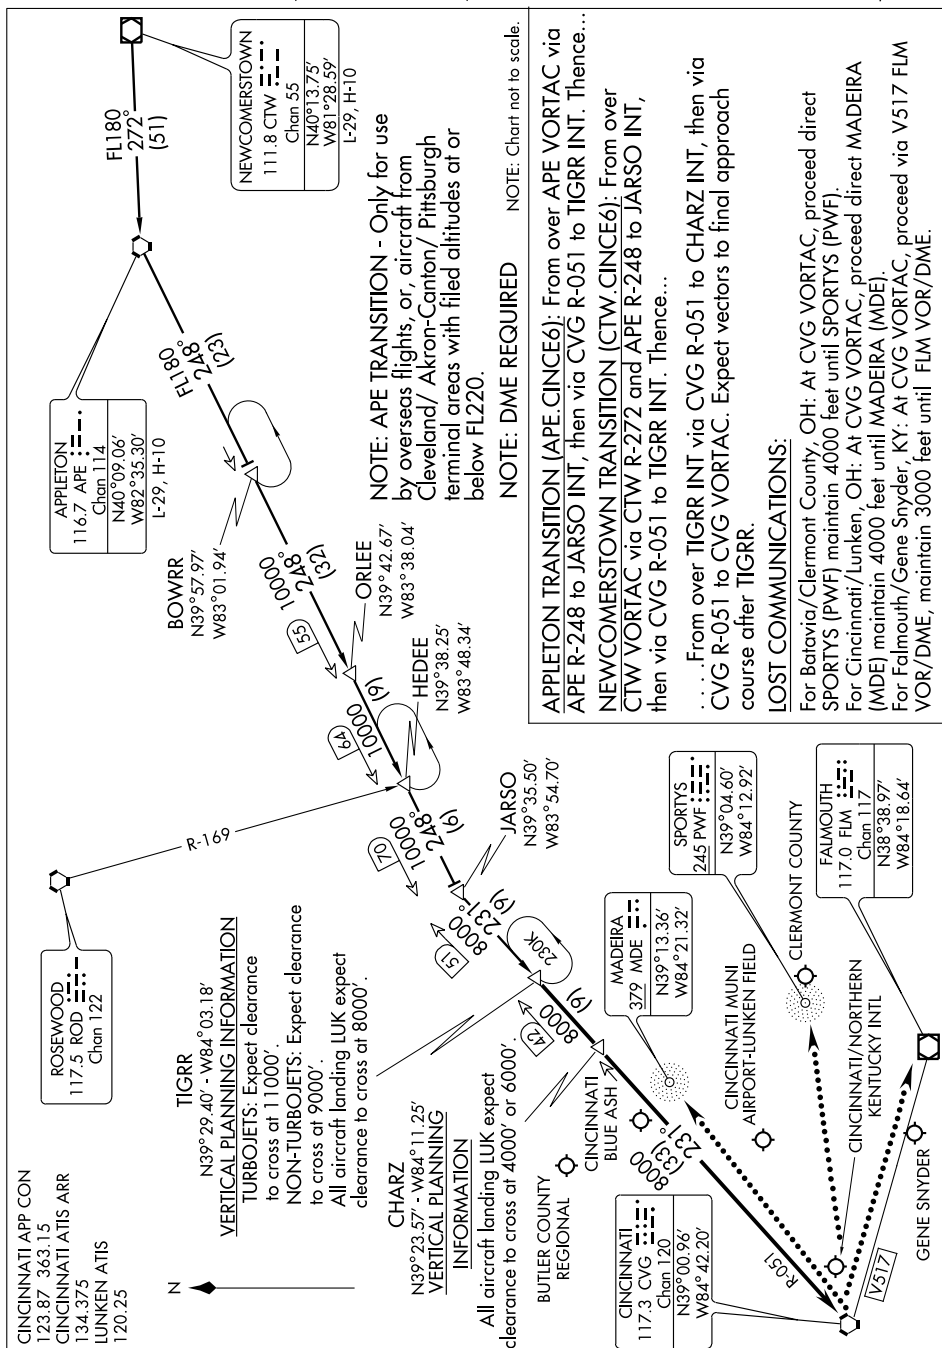 CINCINNATI APP CON
123.87 363.15
CINCINNATI ATIS ARR
134.375
LUNKEN ATIS
120.25
N
ROSEWOOD
117.5 ROD
Chan 122
R-169
TIGRR
N39°29.40' - W84°03.18'
VERTICAL PLANNING INFORMATION
TURBOJETS: Expect clearance
to cross at 11000'.
NON-TURBOJETS: Expect clearance
to cross at 9000'.
All aircraft landing LUK expect
clearance to cross at 8000'.
CHARZ
N39°23.57' - W84°11.25'
VERTICAL PLANNING
INFORMATION
All aircraft landing LUK expect
clearance to cross at 4000' or 6000'.
APPLETON
116.7 APE
Chan 114
N40°09.06'
W82°35.30'
L-29, H-10
NEWCOMERSTOWN
111.8 CTW
Chan 55
N40°13.75'
W81°28.59'
L-29, H-10
FL180
272°
(51)
FL180
248°
(23)
BOWRR
N39°57.97'
W83°01.94'
10000
248°
(32)
55
ORLEE
N39°42.67'
W83°38.04'
10000
(9)
64
HEDEE
N39°38.25'
W83°48.34'
10000
248°
(6)
70
JARSO
N39°35.50'
W83°54.70'
8000
231°
(9)
51
230K
8000
(9)
42
8000
231°
(33)
R-051
NOTE: APE TRANSITION - Only for use
by overseas flights, or, aircraft from
Cleveland/ Akron-Canton/ Pittsburgh
terminal areas with filed altitudes at or
below FL220.
NOTE: DME REQUIRED
NOTE: Chart not to scale.
BUTLER COUNTY
REGIONAL
CINCINNATI
BLUE ASH
MADEIRA
379 MDE
N39°13.36'
W84°21.32'
CINCINNATI MUNI
AIRPORT-LUNKEN FIELD
SPORTYS
245 PWF
N39°04.60'
W84°12.92'
CLERMONT COUNTY
CINCINNATI
117.3 CVG
Chan 120
N39°00.96'
W84°42.20'
CINCINNATI/NORTHERN
KENTUCKY INTL
V517
GENE SNYDER
FALMOUTH
117.0 FLM
Chan 117
N38°38.97'
W84°18.64'
APPLETON TRANSITION (APE.CINCE6): From over APE VORTAC via
APE R-248 to JARSO INT, then via CVG R-051 to TIGRR INT. Thence...
NEWCOMERSTOWN TRANSITION (CTW.CINCE6): From over
CTW VORTAC via CTW R-272 and APE R-248 to JARSO INT,
then via CVG R-051 to TIGRR INT. Thence...
. . . .From over TIGRR INT via CVG R-051 to CHARZ INT, then via
CVG R-051 to CVG VORTAC. Expect vectors to final approach
course after TIGRR.
LOST COMMUNICATIONS:
For Batavia/Clermont County, OH: At CVG VORTAC, proceed direct
SPORTYS (PWF) maintain 4000 feet until SPORTYS (PWF).
For Cincinnati/Lunken, OH: At CVG VORTAC, proceed direct MADEIRA
(MDE) maintain 4000 feet until MADEIRA (MDE).
For Falmouth/Gene Snyder, KY: At CVG VORTAC, proceed via V517 FLM
VOR/DME, maintain 3000 feet until FLM VOR/DME.